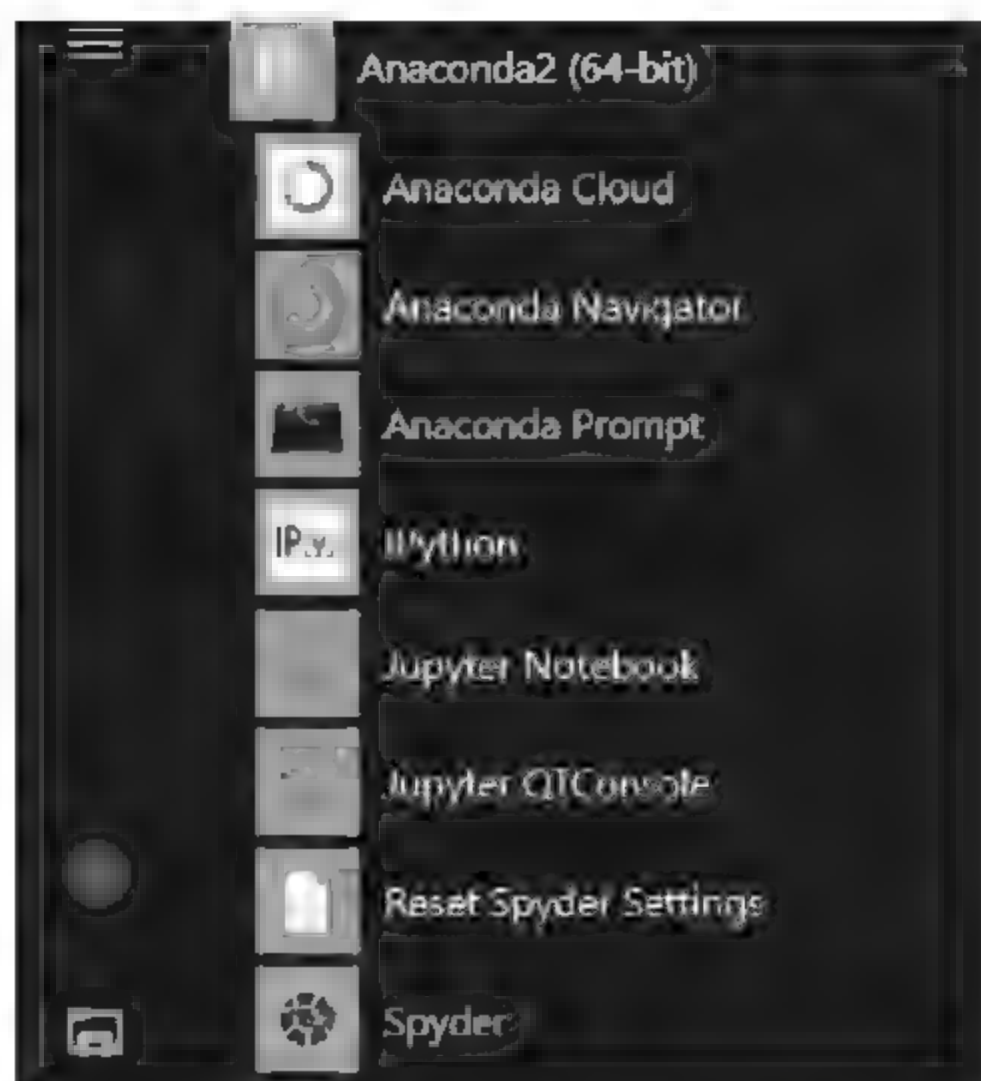 Anaconda2 (64-bit)
Anaconda Cloud
Anaconda Navigator
Anaconda Prompt
IPython
Jupyter Notebook
Jupyter QTConsole
Reset Spyder Settings
Spyder